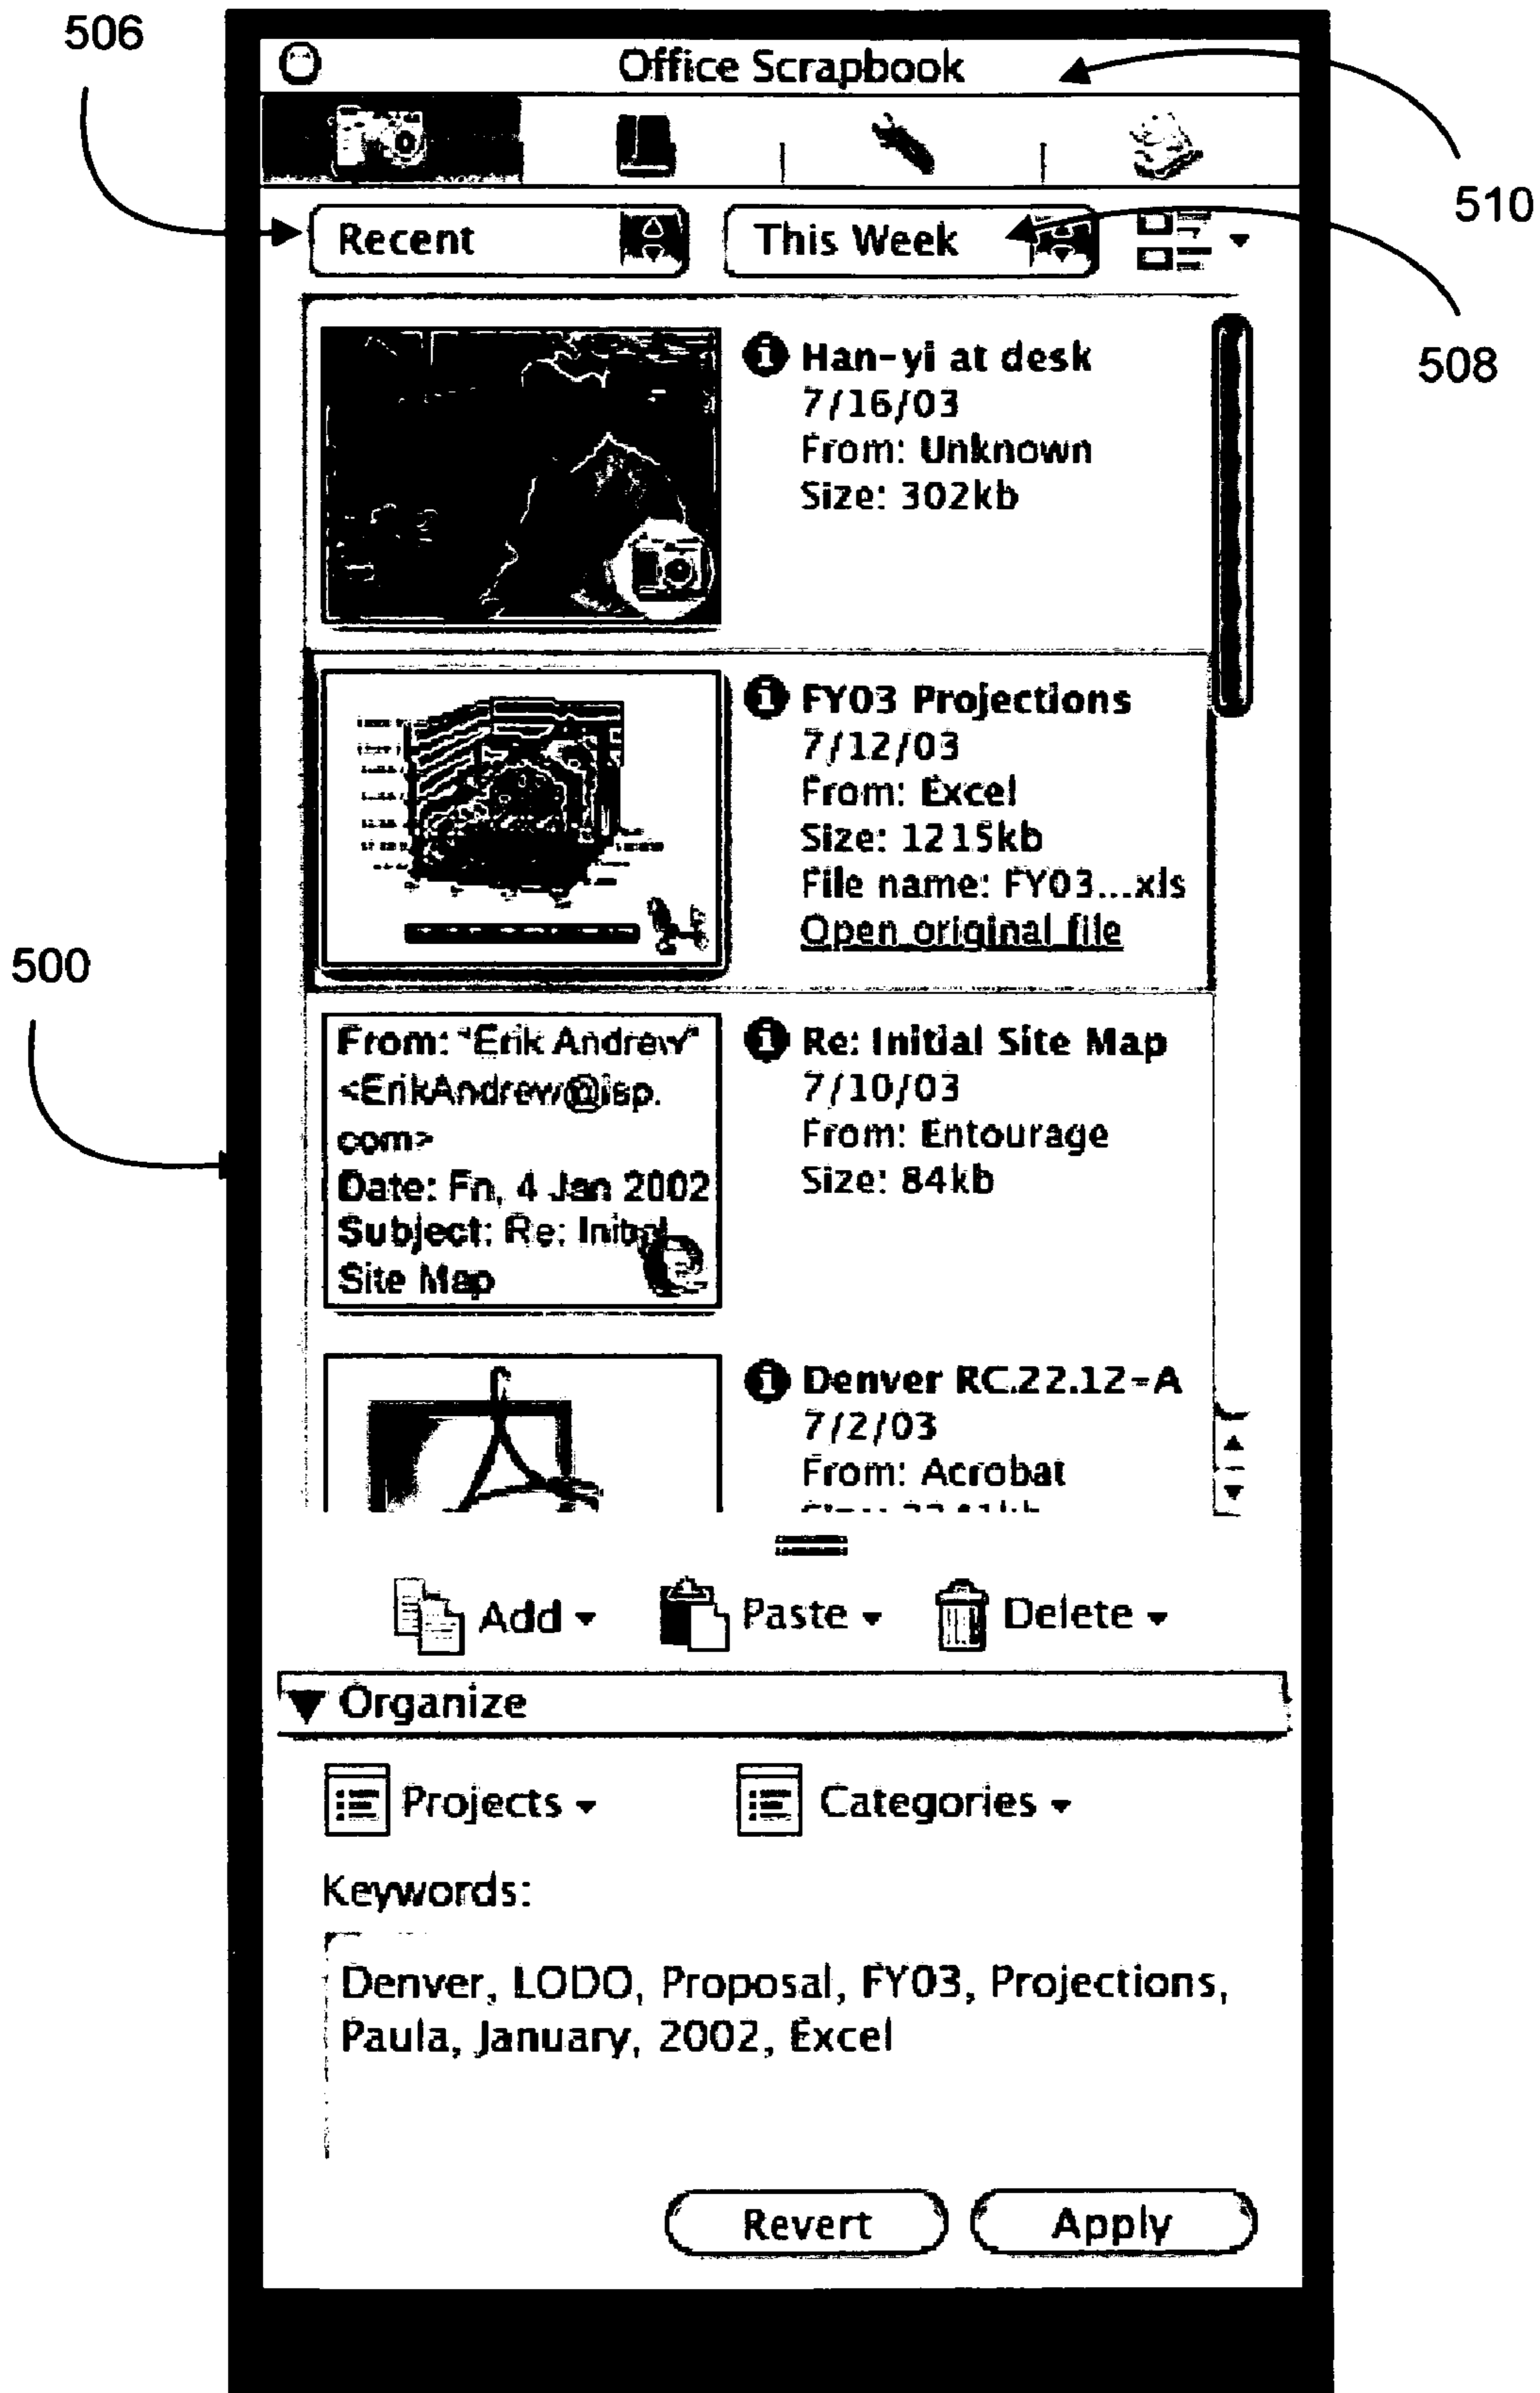 506
Office Scrapbook
510
Recent
This Week
508
Han-yi at desk
7/16/03
From: Unknown
Size: 302kb
FY03 Projections
7/12/03
From: Excel
Size: 1215kb
File name: FY03...xls
Open original file
500
From: "Erik Andrew"
<ErikAndrew@isp.
com>
Date: Fri, 4 Jan 2002
Subject: Re: Initial
Site Map
Re: Initial Site Map
7/10/03
From: Entourage
Size: 84kb
Denver RC.22.12-A
7/2/03
From: Acrobat
Add
Paste
Delete
Organize
Projects
Categories
Keywords:
Denver, LODO, Proposal, FY03, Projections,
Paula, January, 2002, Excel
Revert
Apply